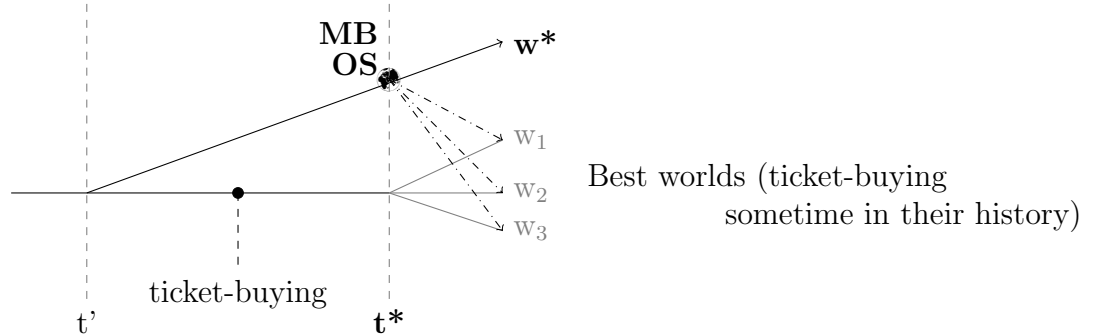 MB
OS
w*
w1
w2
w3
Best worlds (ticket-buying
sometime in their history)
ticket-buying
t'
t*